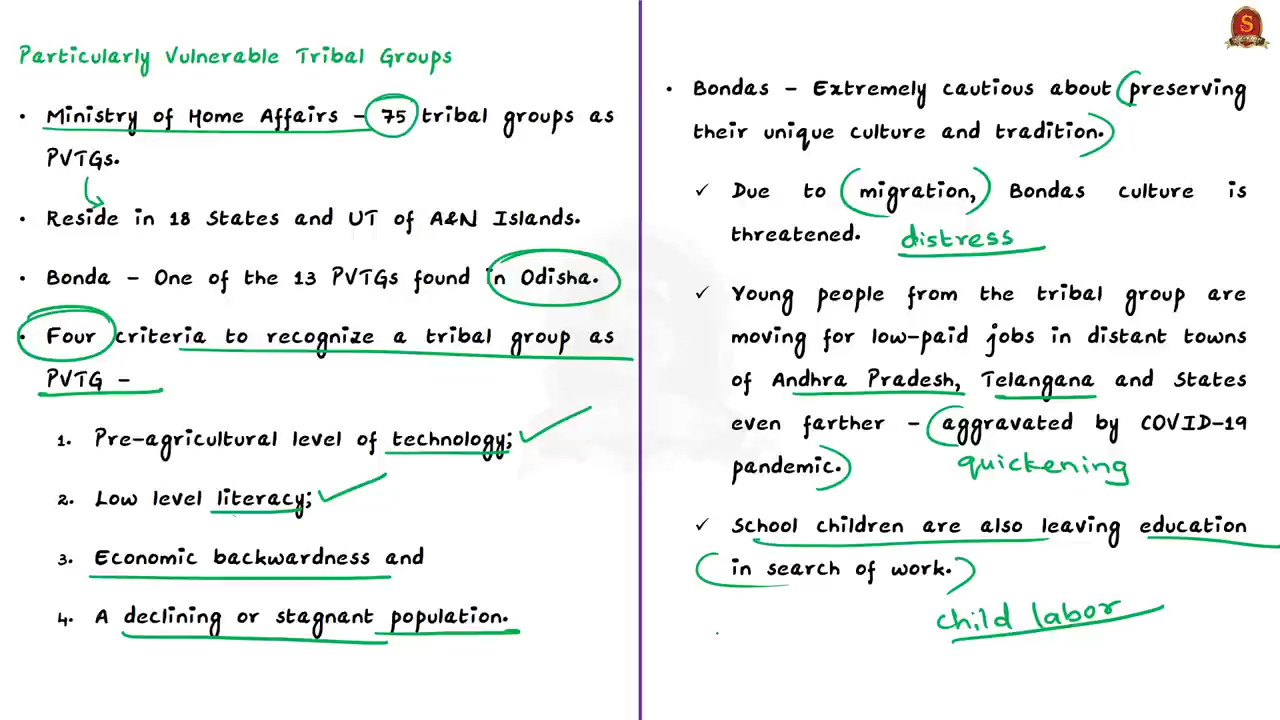 Particularly Vulnerable Tribal Groups
• Ministry of Home Affairs – 75 tribal groups as
PVTGs.
• Reside in 18 States and UT of A&N Islands.
• Bonda – One of the 13 PVTGs found in Odisha.
• Four criteria to recognize a tribal group as
PVTG –
1. Pre-agricultural level of technology;
2. Low level literacy;
3. Economic backwardness and
4. A declining or stagnant population.
• Bondas – Extremely cautious about (preserving
their unique culture and tradition.)
✓ Due to (migration,) Bondas culture is
threatened. distress
✓ Young people from the tribal group are
moving for low-paid jobs in distant towns
of Andhra Pradesh, Telangana and States
even farther – (aggravated by COVID-19
pandemic.) quickening
✓ School children are also leaving education
(in search of work.)
child labor
S